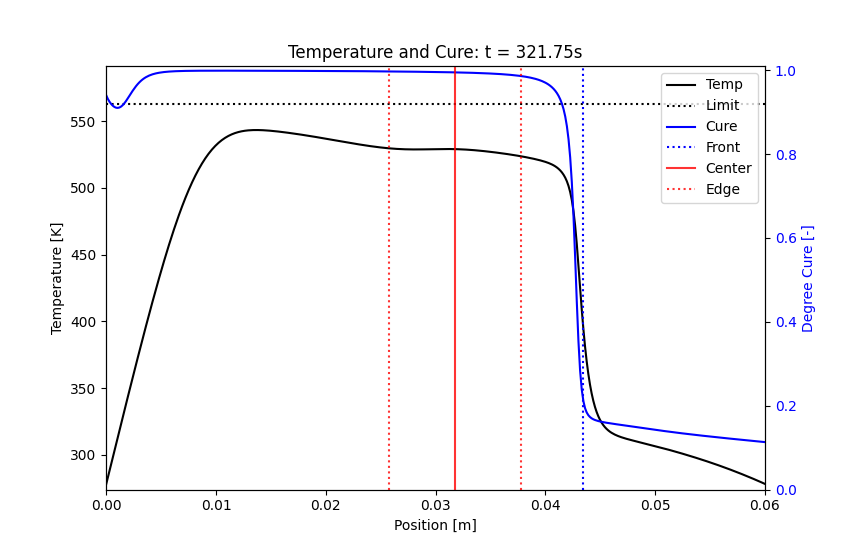 Temperature and Cure: t = 321.75s
Temp
Limit
Cure
Front
Center
Edge
Temperature [K]
550
500
450
400
350
300
Degree Cure [-]
1.0
0.8
0.6
0.4
0.2
0.0
0.00 0.01 0.02 0.03 0.04 0.05 0.06
Position [m]